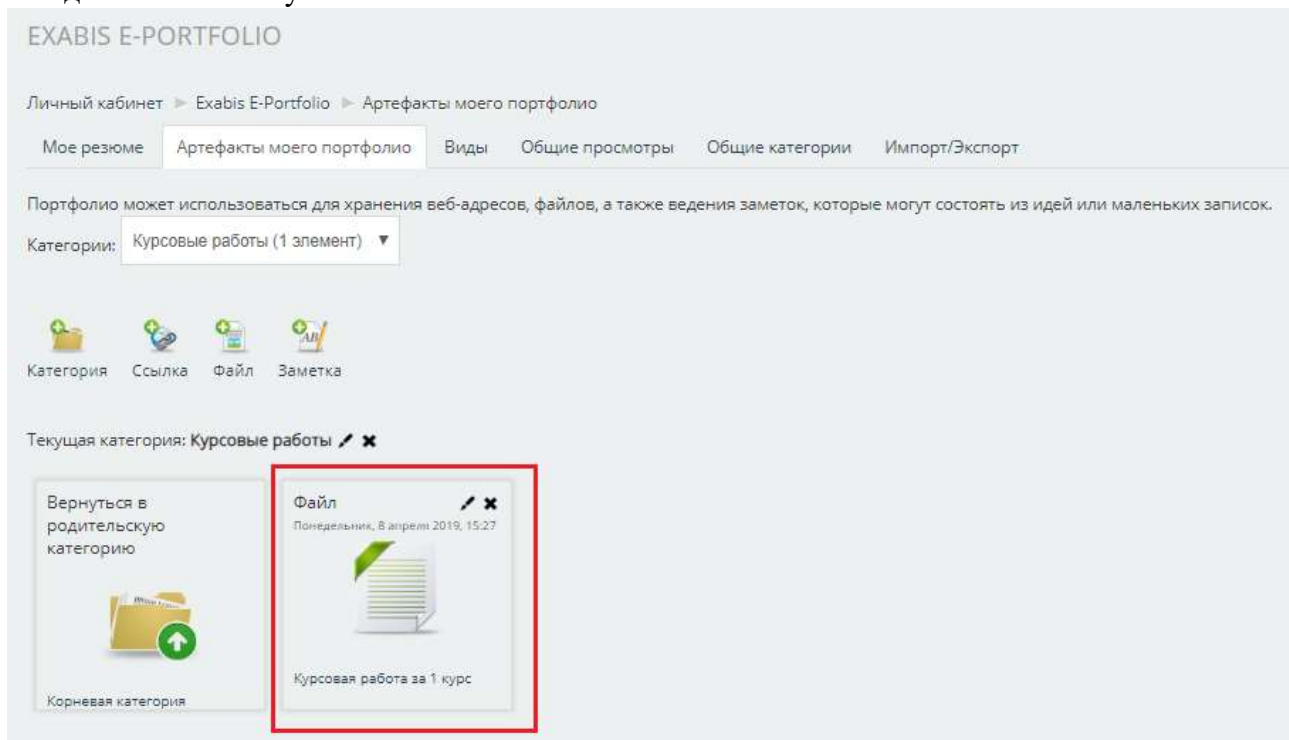 EXABIS E-PORTFOLIO
Личный кабинет ► Exabis E-Portfolio ► Артефакты моего портфолио
Мое резюме Артефакты моего портфолио Виды Общие просмотры Общие категории Импорт/Экспорт
Портфолио может использоваться для хранения веб-адресов, файлов, а также ведения заметок, которые могут состоять из идей или маленьких записок.
Категории: Курсовые работы (1 элемент) ▼
Категория Ссылка Файл Заметка
Текущая категория: Курсовые работы
Вернуться в
родительскую
категорию
Корневая категория
Файл
Понедельник, 8 апреля 2019, 15:27
Курсовая работа за 1 курс